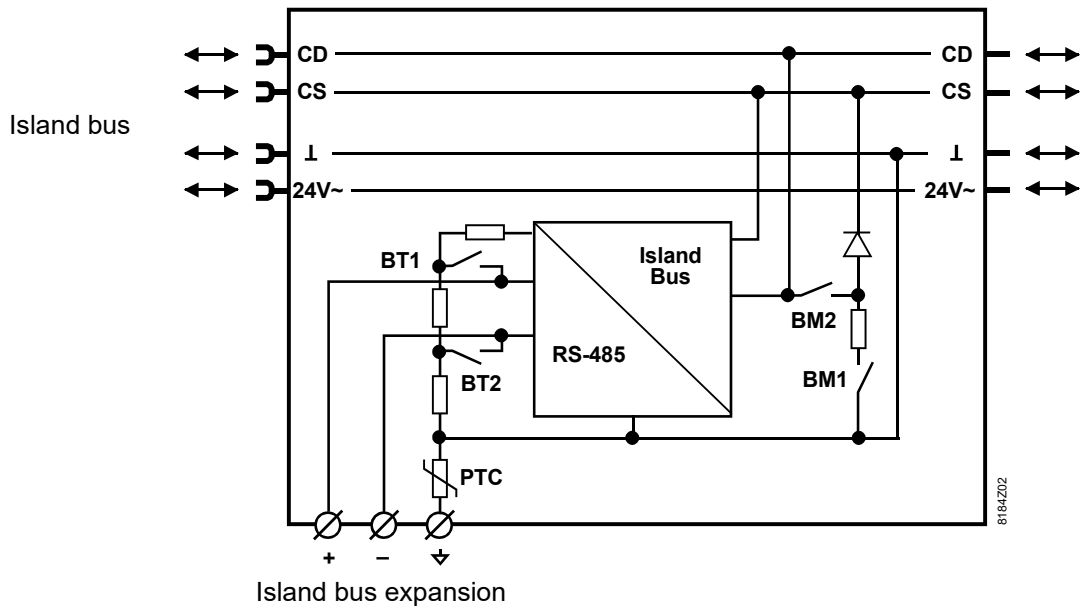 CD CD
CS CS
Island bus
⊥ ⊥
24V~ 24V~
BT1
Island
Bus
BM2
RS-485
BT2
BM1
PTC
8184Z02
+ –
Island bus expansion